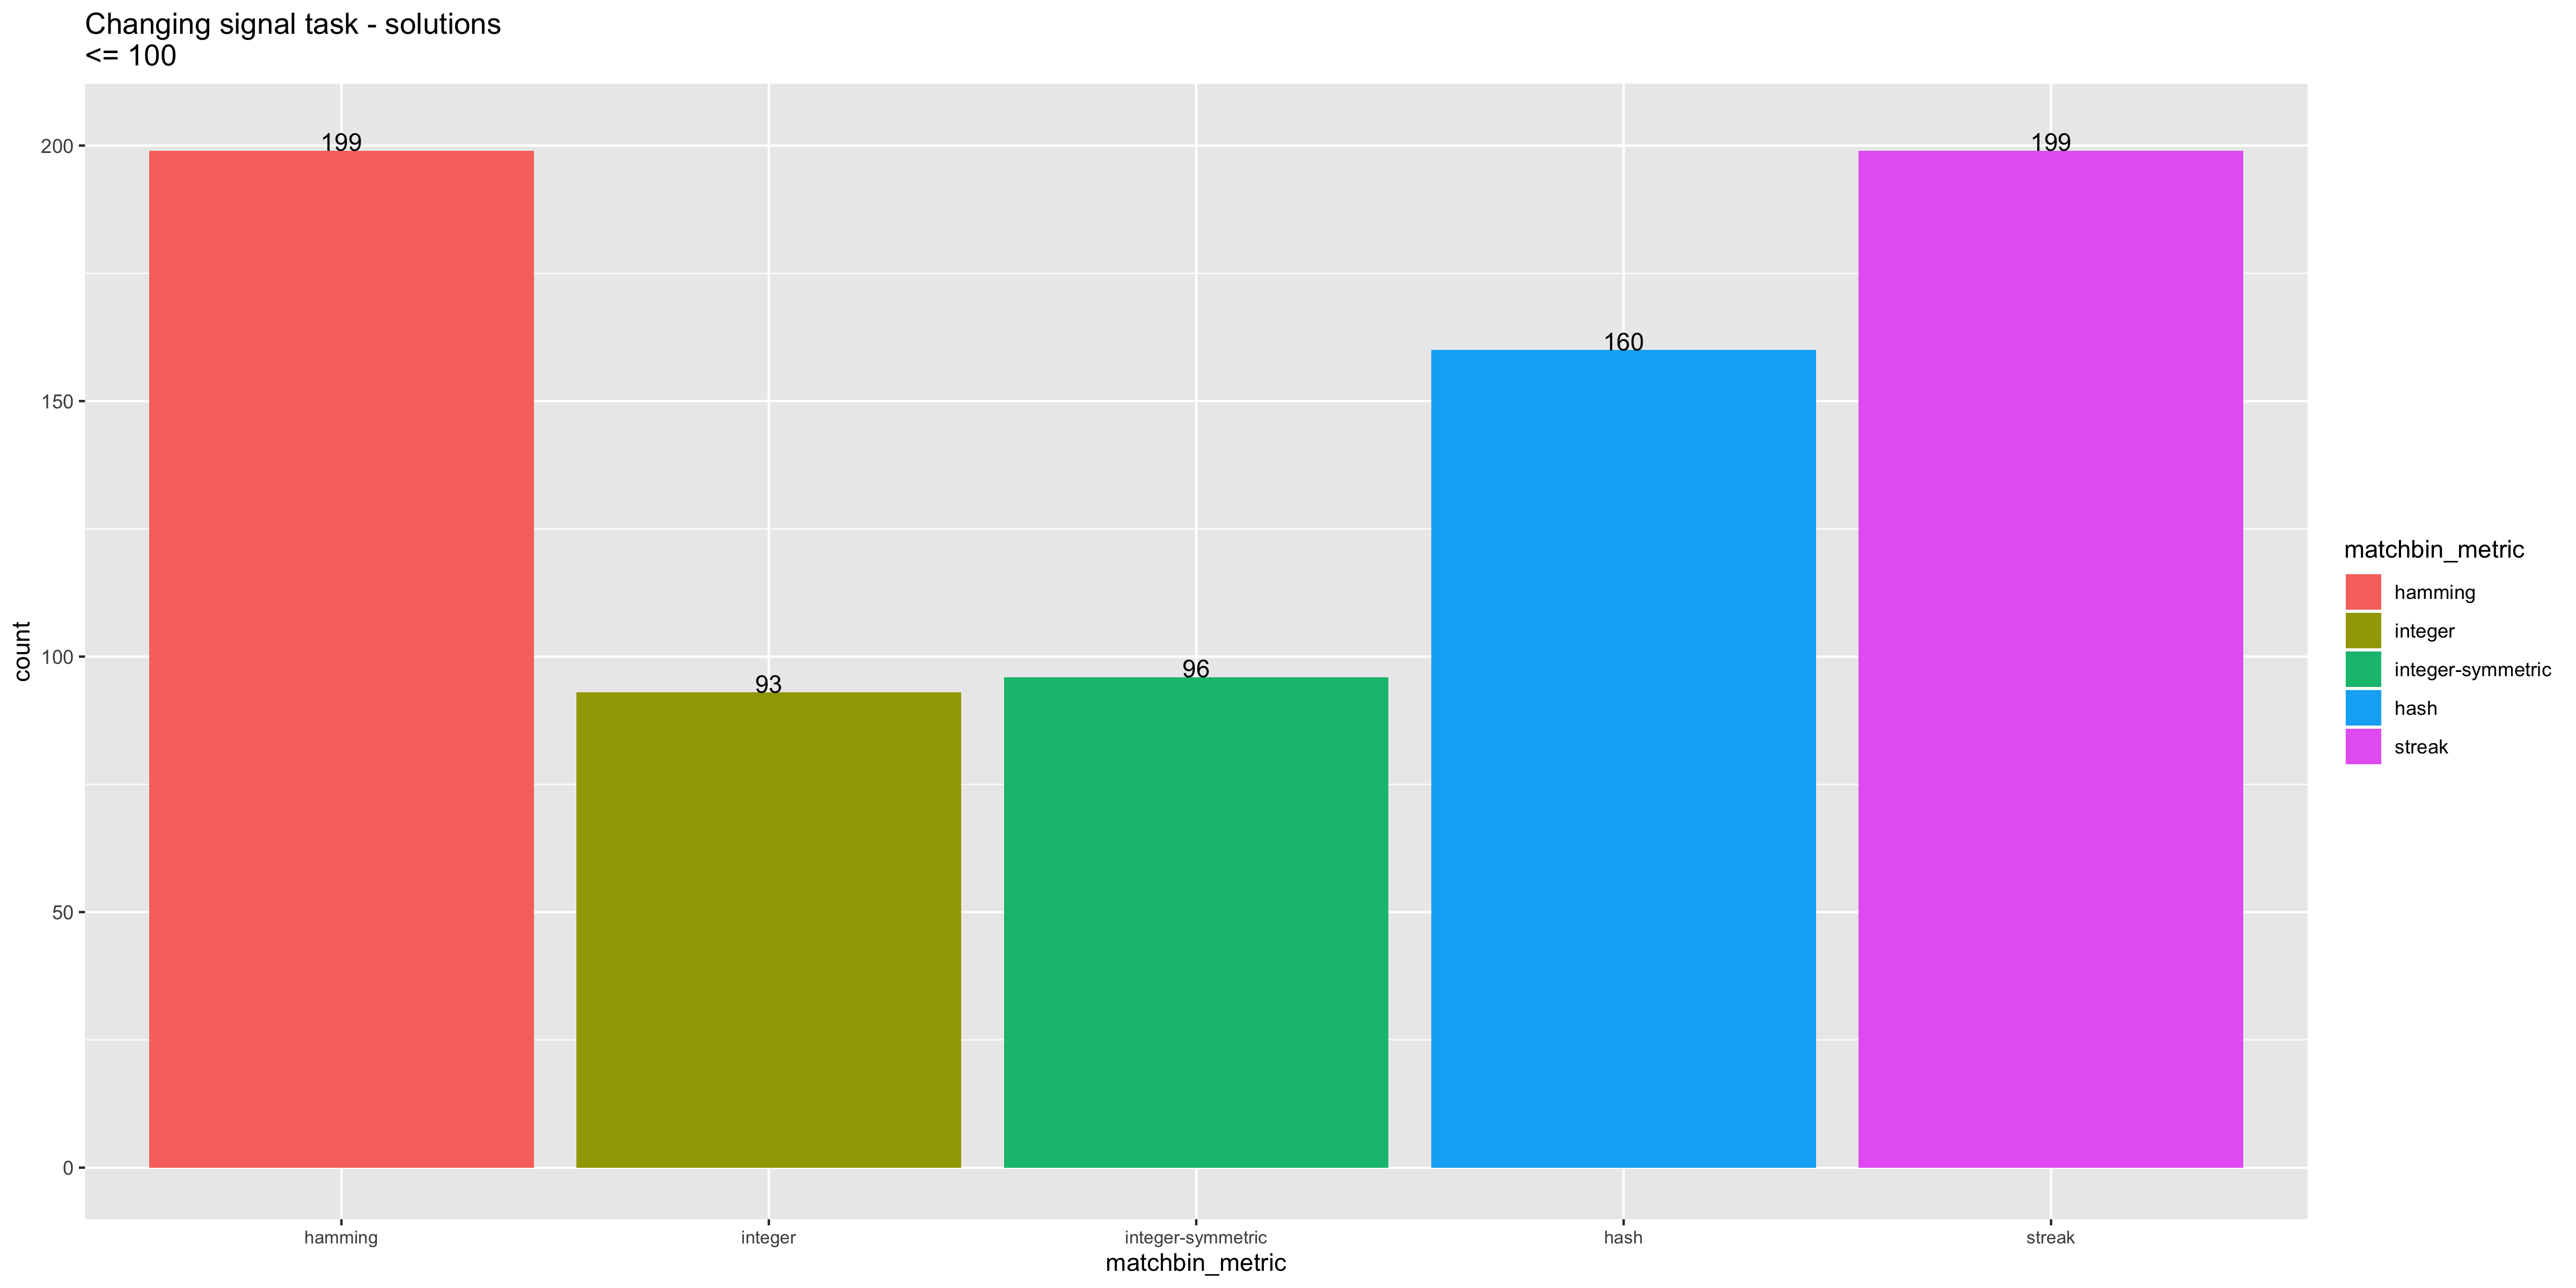 Changing signal task - solutions
<= 100
count
200
150
100
50
0
199
93
96
160
199
hamming
integer
integer-symmetric
hash
streak
matchbin_metric
matchbin_metric
hamming
integer
integer-symmetric
hash
streak